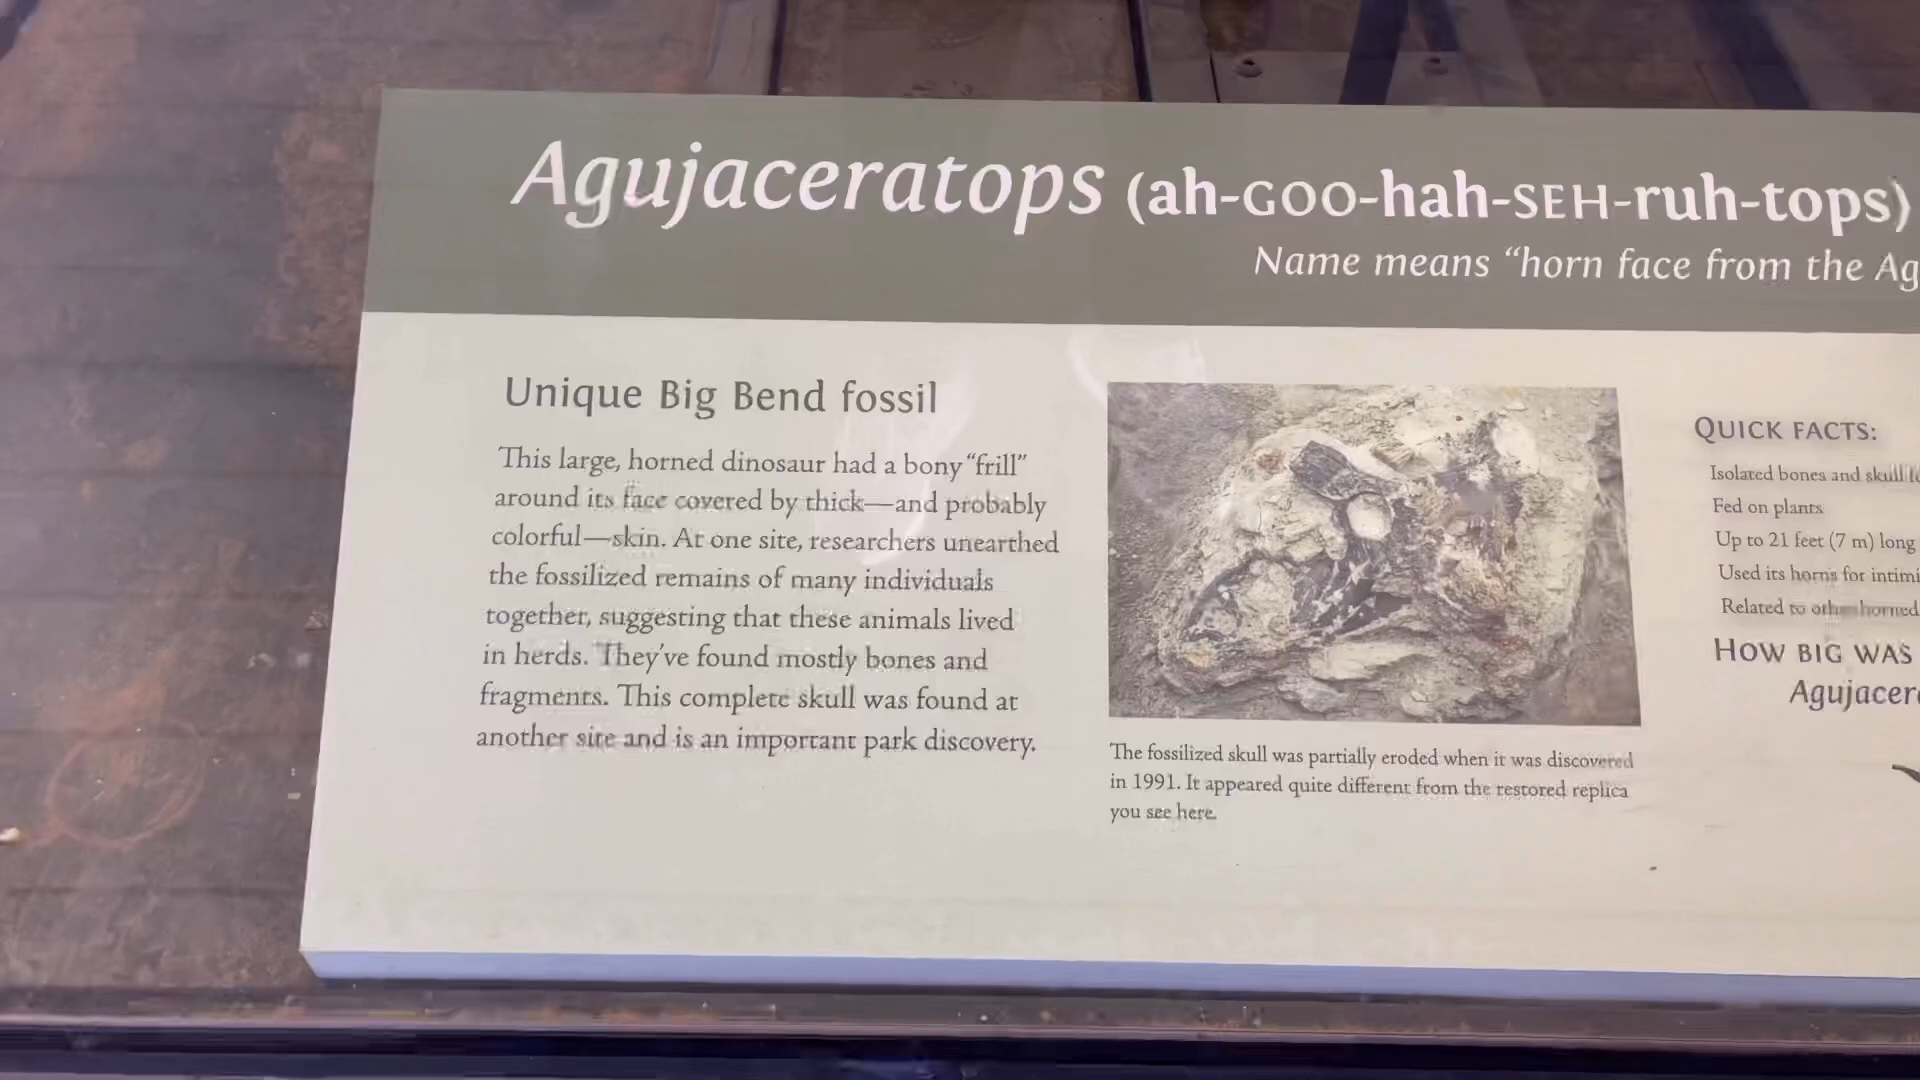 Agujaceratops (ah-GOO-hah-SEH-ruh-tops)
Name means “horn face from the Ag
Unique Big Bend fossil
This large, horned dinosaur had a bony “frill”
around its face covered by thick—and probably
colorful—skin. At one site, researchers unearthed
the fossilized remains of many individuals
together, suggesting that these animals lived
in herds. They’ve found mostly bones and
fragments. This complete skull was found at
another site and is an important park discovery.
The fossilized skull was partially eroded when it was discovered
in 1991. It appeared quite different from the restored replica
you see here.
QUICK FACTS:
Isolated bones and skull
Fed on plants
Up to 21 feet (7 m) long
Used its horns for intimi
Related to other horned
HOW BIG WAS
Agujacera